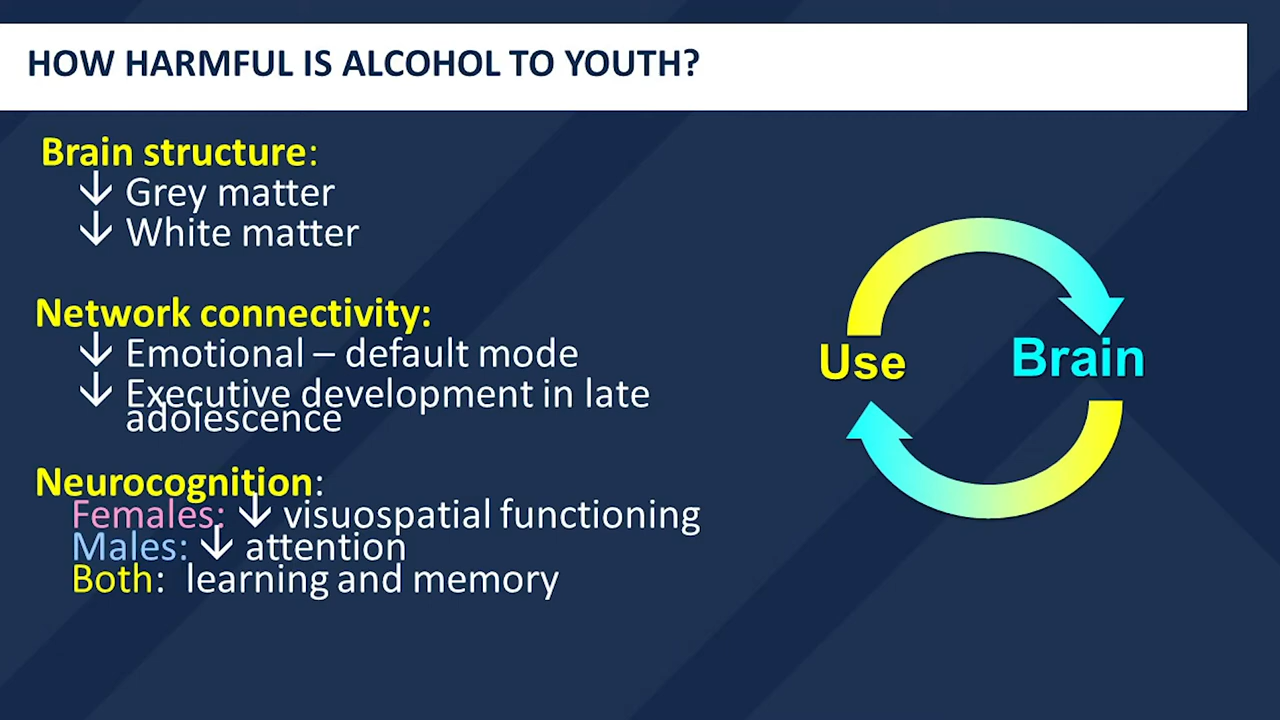 HOW HARMFUL IS ALCOHOL TO YOUTH?
Brain structure:
↓ Grey matter
↓ White matter
Network connectivity:
↓ Emotional – default mode
↓ Executive development in late
adolescence
Neurocognition:
Females: ↓ visuospatial functioning
Males: ↓ attention
Both: learning and memory
Use
Brain